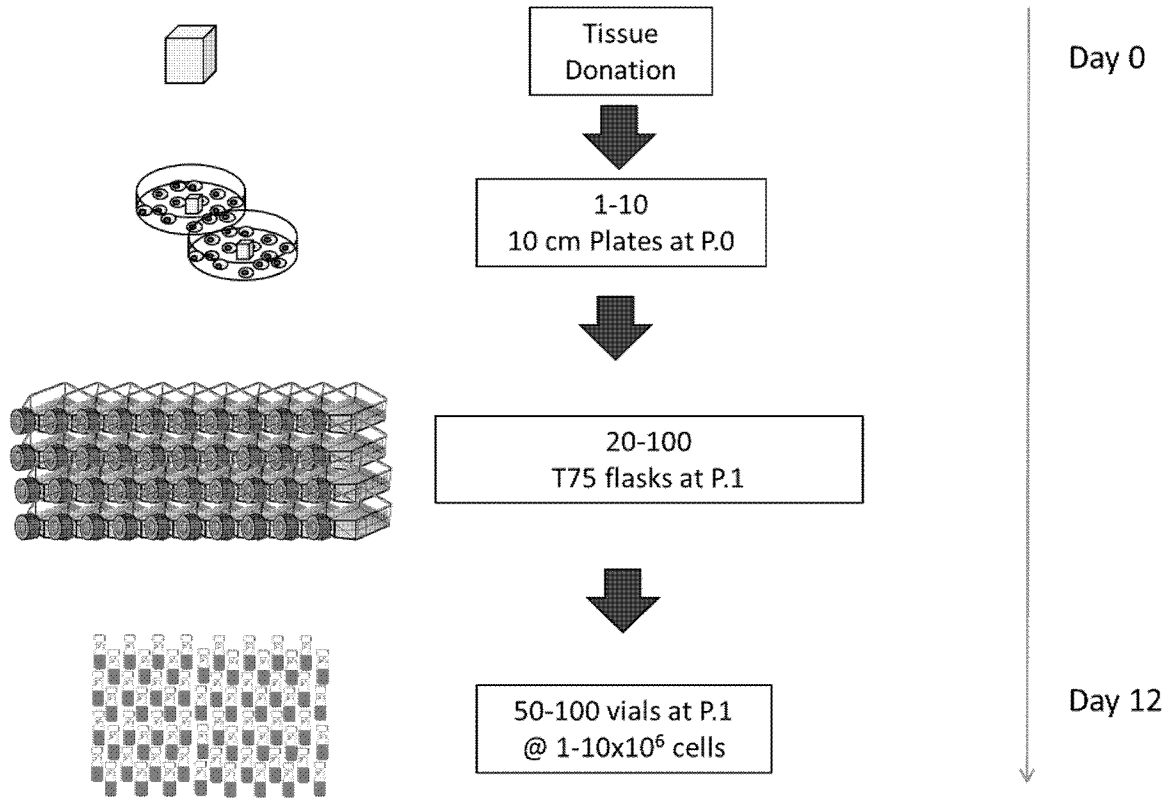 Tissue
Donation
Day 0
1-10
10 cm Plates at P.0
20-100
T75 flasks at P.1
50-100 vials at P.1
@ 1-10x10⁶ cells
Day 12